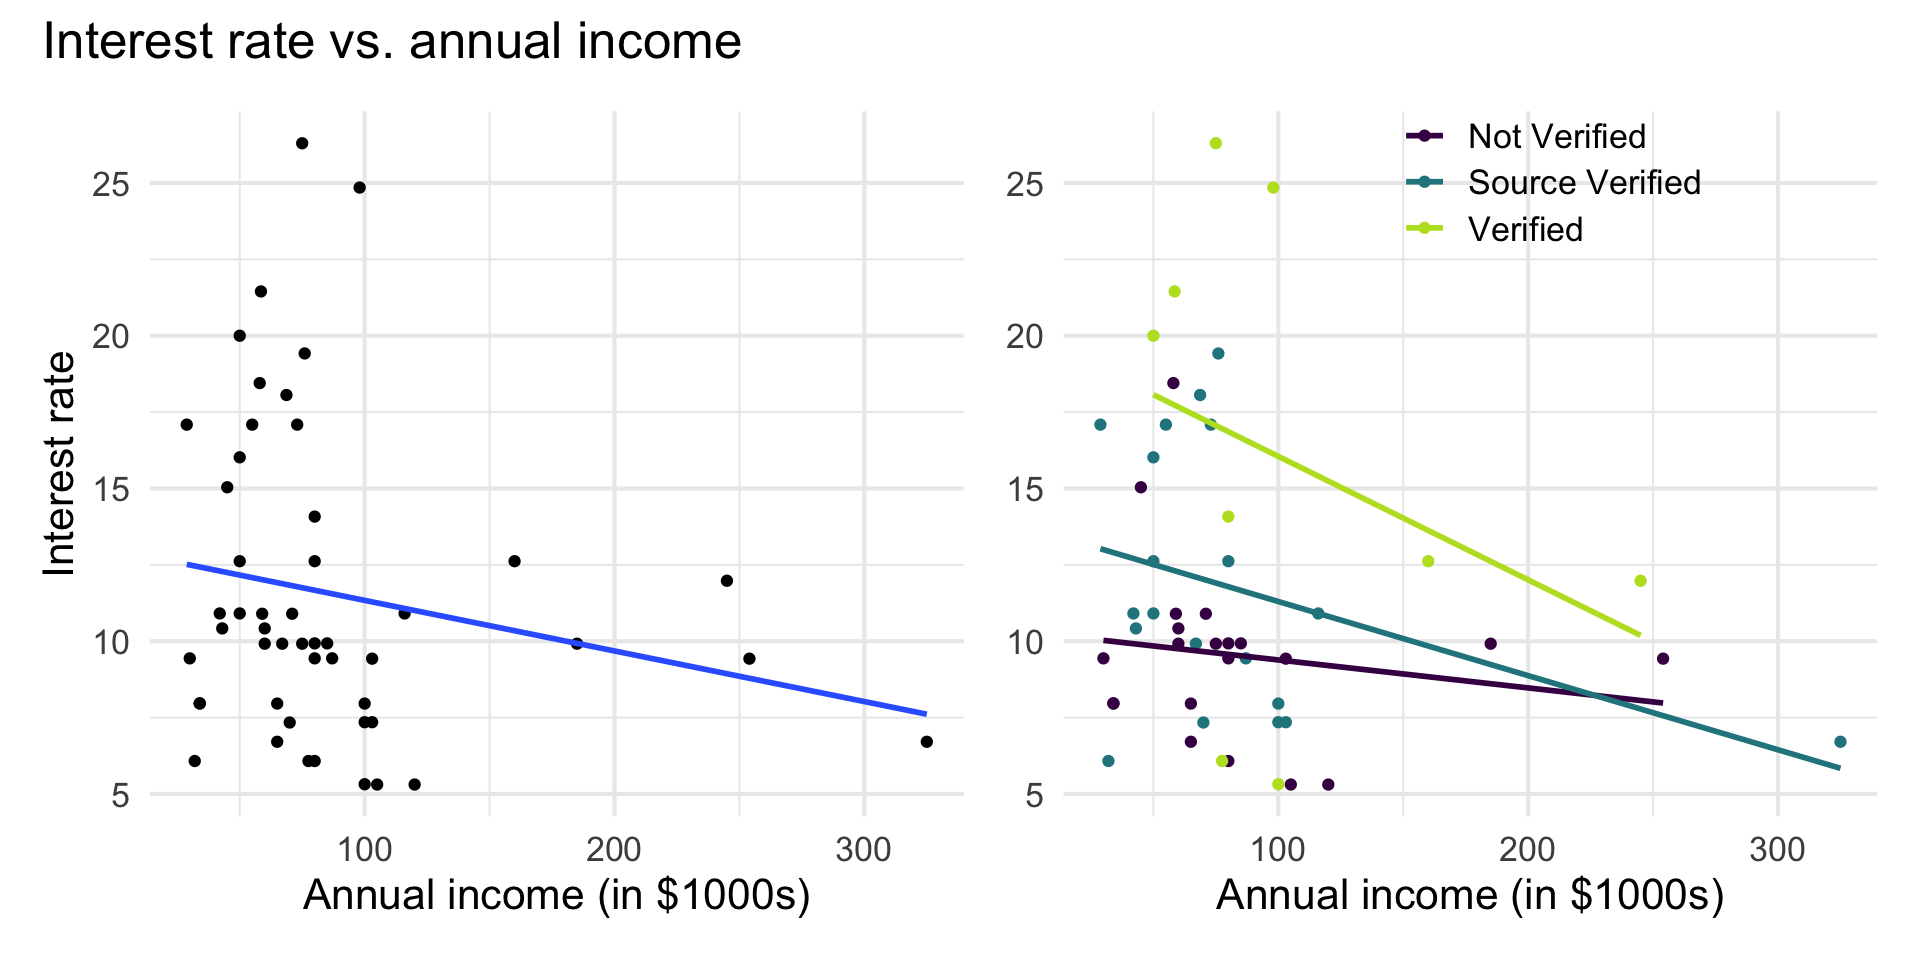 Interest rate vs. annual income
Interest rate
25
20
15
10
5
100 200 300
Annual income (in $1000s)
Not Verified
Source Verified
Verified
25
20
15
10
5
100 200 300
Annual income (in $1000s)